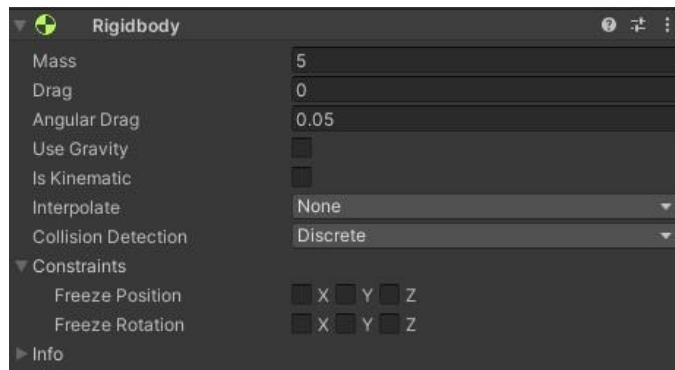 Rigidbody
Mass 5
Drag 0
Angular Drag 0.05
Use Gravity
Is Kinematic
Interpolate None
Collision Detection Discrete
Constraints
Freeze Position X Y Z
Freeze Rotation X Y Z
Info